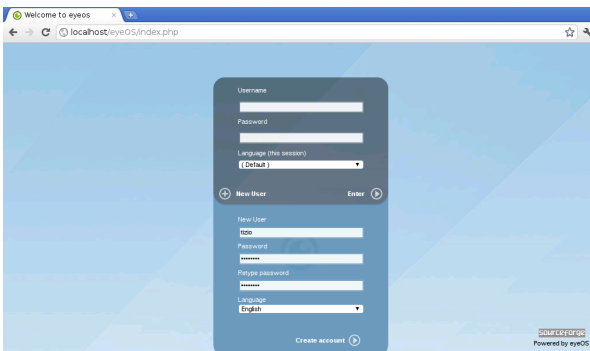 Welcome to eyeos
localhost/eyeOS/index.php
Username
Password
Language (this session)
( Default )
New User
Enter
New User
tizio
Password
••••••••
Retype password
••••••••
Language
English
Create account
sourceforge
Powered by eyeOS